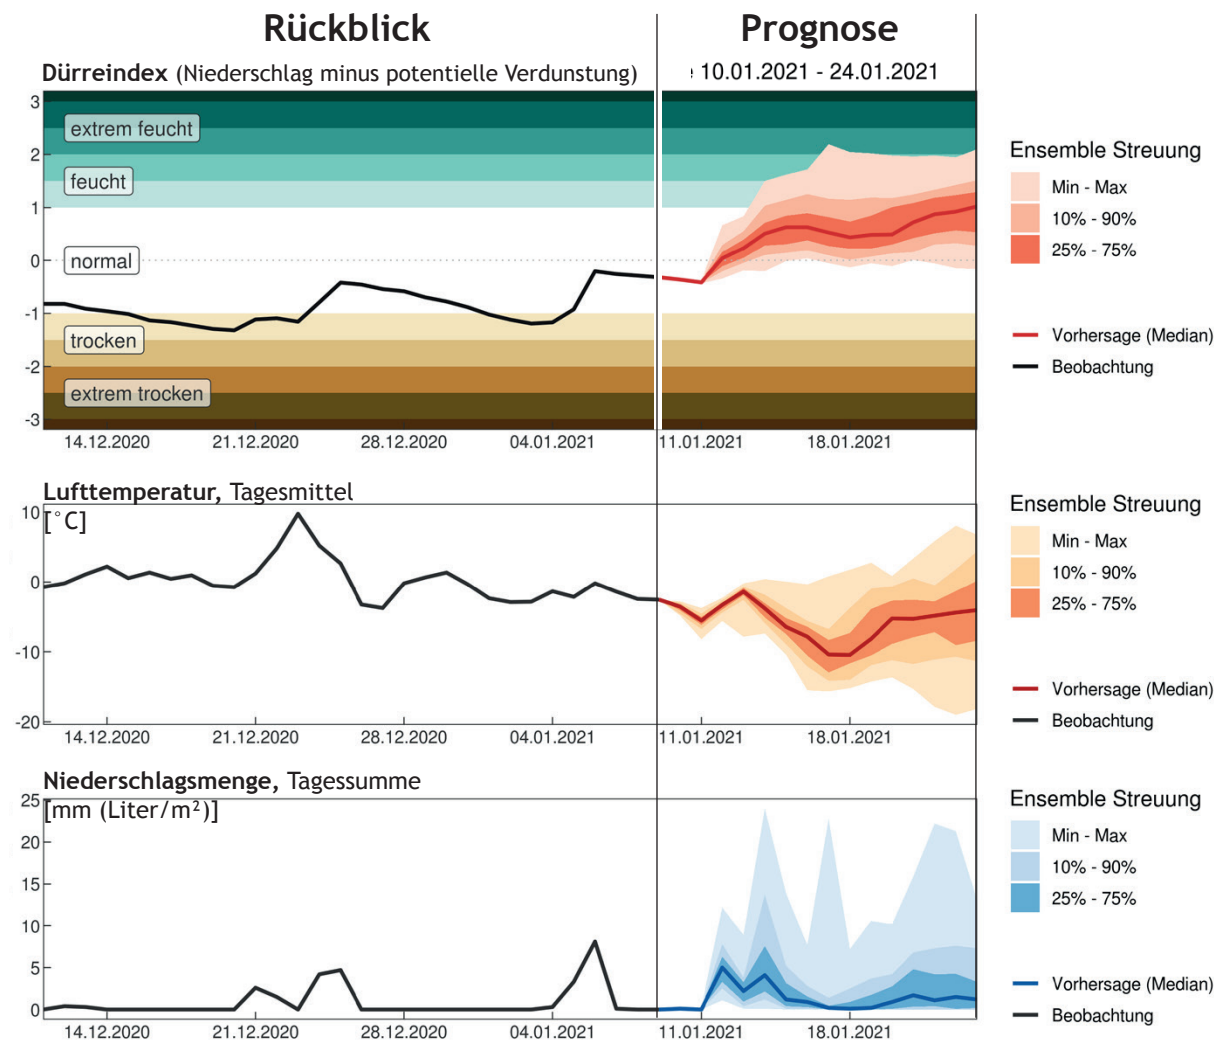 Rückblick
Prognose
Dürreindex (Niederschlag minus potentielle Verdunstung)
10.01.2021 - 24.01.2021
3
extrem feucht
2
feucht
1
0
normal
-1
trocken
-2
extrem trocken
-3
14.12.2020
21.12.2020
28.12.2020
04.01.2021
11.01.2021
18.01.2021
Ensemble Streuung
Min - Max
10% - 90%
25% - 75%
Vorhersage (Median)
Beobachtung
Lufttemperatur, Tagesmittel
[°C]
10
0
-10
-20
14.12.2020
21.12.2020
28.12.2020
04.01.2021
11.01.2021
18.01.2021
Ensemble Streuung
Min - Max
10% - 90%
25% - 75%
Vorhersage (Median)
Beobachtung
Niederschlagsmenge, Tagessumme
[mm (Liter/m²)]
25
20
15
10
5
0
14.12.2020
21.12.2020
28.12.2020
04.01.2021
11.01.2021
18.01.2021
Ensemble Streuung
Min - Max
10% - 90%
25% - 75%
Vorhersage (Median)
Beobachtung